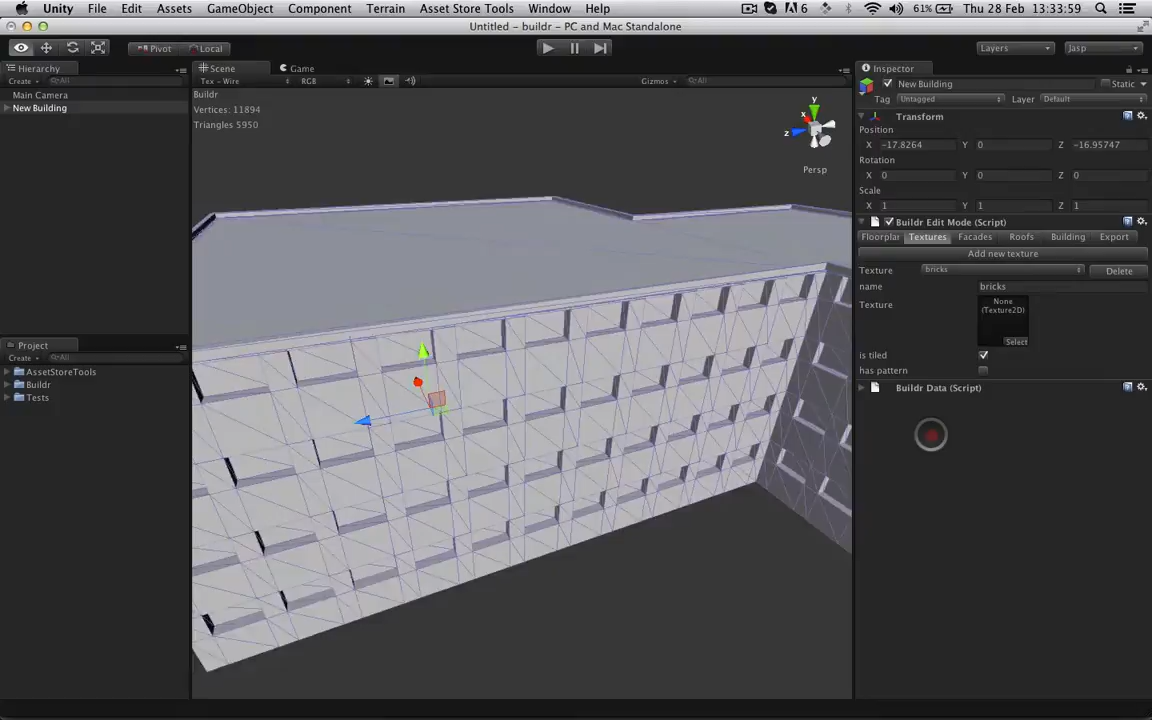 Unity File Edit Assets GameObject Component Terrain Asset Store Tools Window Help 6 61% Thu 28 Feb 13:33:59
Untitled – buildr – PC and Mac Standalone
Pivot Local Layers Jasp
Hierarchy Scene Game Inspector
Create All Tex - Wire RGB Gizmos All New Building Static
Main Camera Buildr Tag Untagged Layer Default
New Building Vertices: 11894 Transform
Triangles 5950 y x z Position
X -17.8264 Y 0 Z -16.95747
Persp Rotation
X 0 Y 0 Z 0
Scale
X 1 Y 1 Z 1
Buildr Edit Mode (Script)
Floorplan Textures Facades Roofs Building Export
Add new texture
Texture bricks Delete
name bricks
Texture None
(Texture2D)
Select
is tiled
has pattern
Buildr Data (Script)
Project
Create All
AssetStoreTools
Buildr
Tests